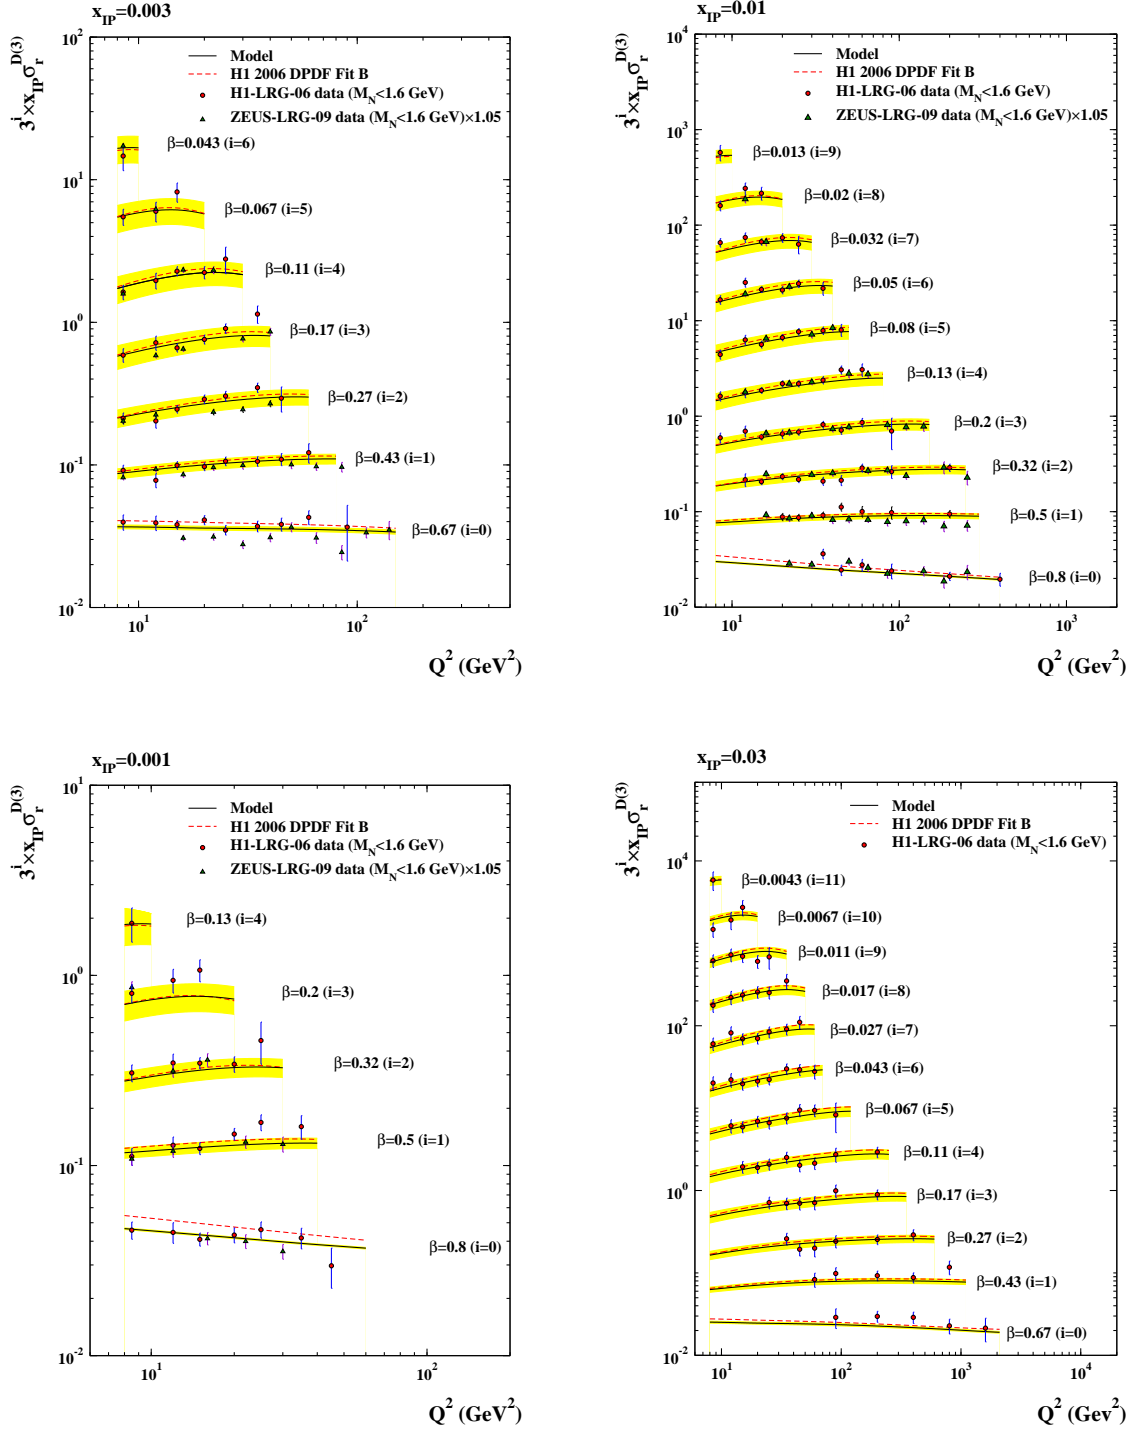 x_IP=0.003
3^i×x_IP σ_r^D(3)
Model
H1 2006 DPDF Fit B
H1-LRG-06 data (M_N<1.6 GeV)
ZEUS-LRG-09 data (M_N<1.6 GeV)×1.05
10^2
10^1
10^0
10^-1
10^-2
β=0.043 (i=6)
β=0.067 (i=5)
β=0.11 (i=4)
β=0.17 (i=3)
β=0.27 (i=2)
β=0.43 (i=1)
β=0.67 (i=0)
10^1
10^2
Q^2 (GeV^2)
x_IP=0.01
3^i×x_IP σ_r^D(3)
Model
H1 2006 DPDF Fit B
H1-LRG-06 data (M_N<1.6 GeV)
ZEUS-LRG-09 data (M_N<1.6 GeV)×1.05
10^4
10^3
10^2
10^1
10^0
10^-1
10^-2
β=0.013 (i=9)
β=0.02 (i=8)
β=0.032 (i=7)
β=0.05 (i=6)
β=0.08 (i=5)
β=0.13 (i=4)
β=0.2 (i=3)
β=0.32 (i=2)
β=0.5 (i=1)
β=0.8 (i=0)
10^1
10^2
10^3
Q^2 (Gev^2)
x_IP=0.001
3^i×x_IP σ_r^D(3)
Model
H1 2006 DPDF Fit B
H1-LRG-06 data (M_N<1.6 GeV)
ZEUS-LRG-09 data (M_N<1.6 GeV)×1.05
10^1
10^0
10^-1
10^-2
β=0.13 (i=4)
β=0.2 (i=3)
β=0.32 (i=2)
β=0.5 (i=1)
β=0.8 (i=0)
10^1
10^2
Q^2 (GeV^2)
x_IP=0.03
3^i×x_IP σ_r^D(3)
Model
H1 2006 DPDF Fit B
H1-LRG-06 data (M_N<1.6 GeV)
10^4
10^2
10^0
10^-2
β=0.0043 (i=11)
β=0.0067 (i=10)
β=0.011 (i=9)
β=0.017 (i=8)
β=0.027 (i=7)
β=0.043 (i=6)
β=0.067 (i=5)
β=0.11 (i=4)
β=0.17 (i=3)
β=0.27 (i=2)
β=0.43 (i=1)
β=0.67 (i=0)
10^1
10^2
10^3
10^4
Q^2 (Gev^2)